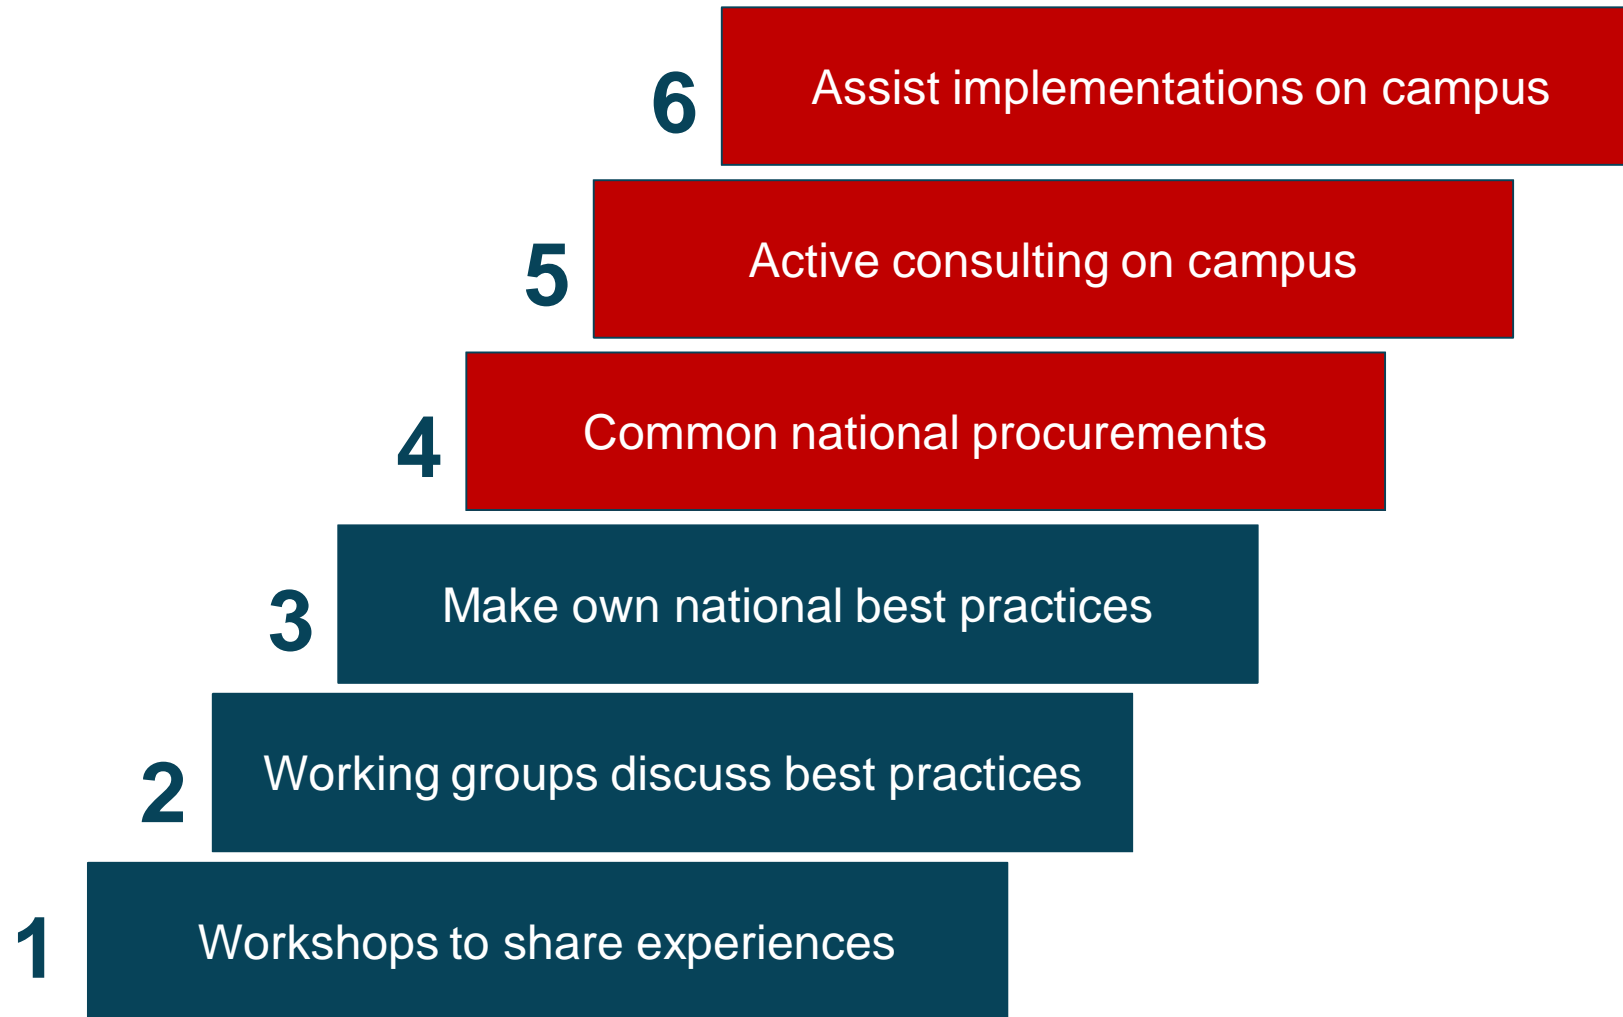 6
Assist implementations on campus
5
Active consulting on campus
4
Common national procurements
3
Make own national best practices
2
Working groups discuss best practices
1
Workshops to share experiences